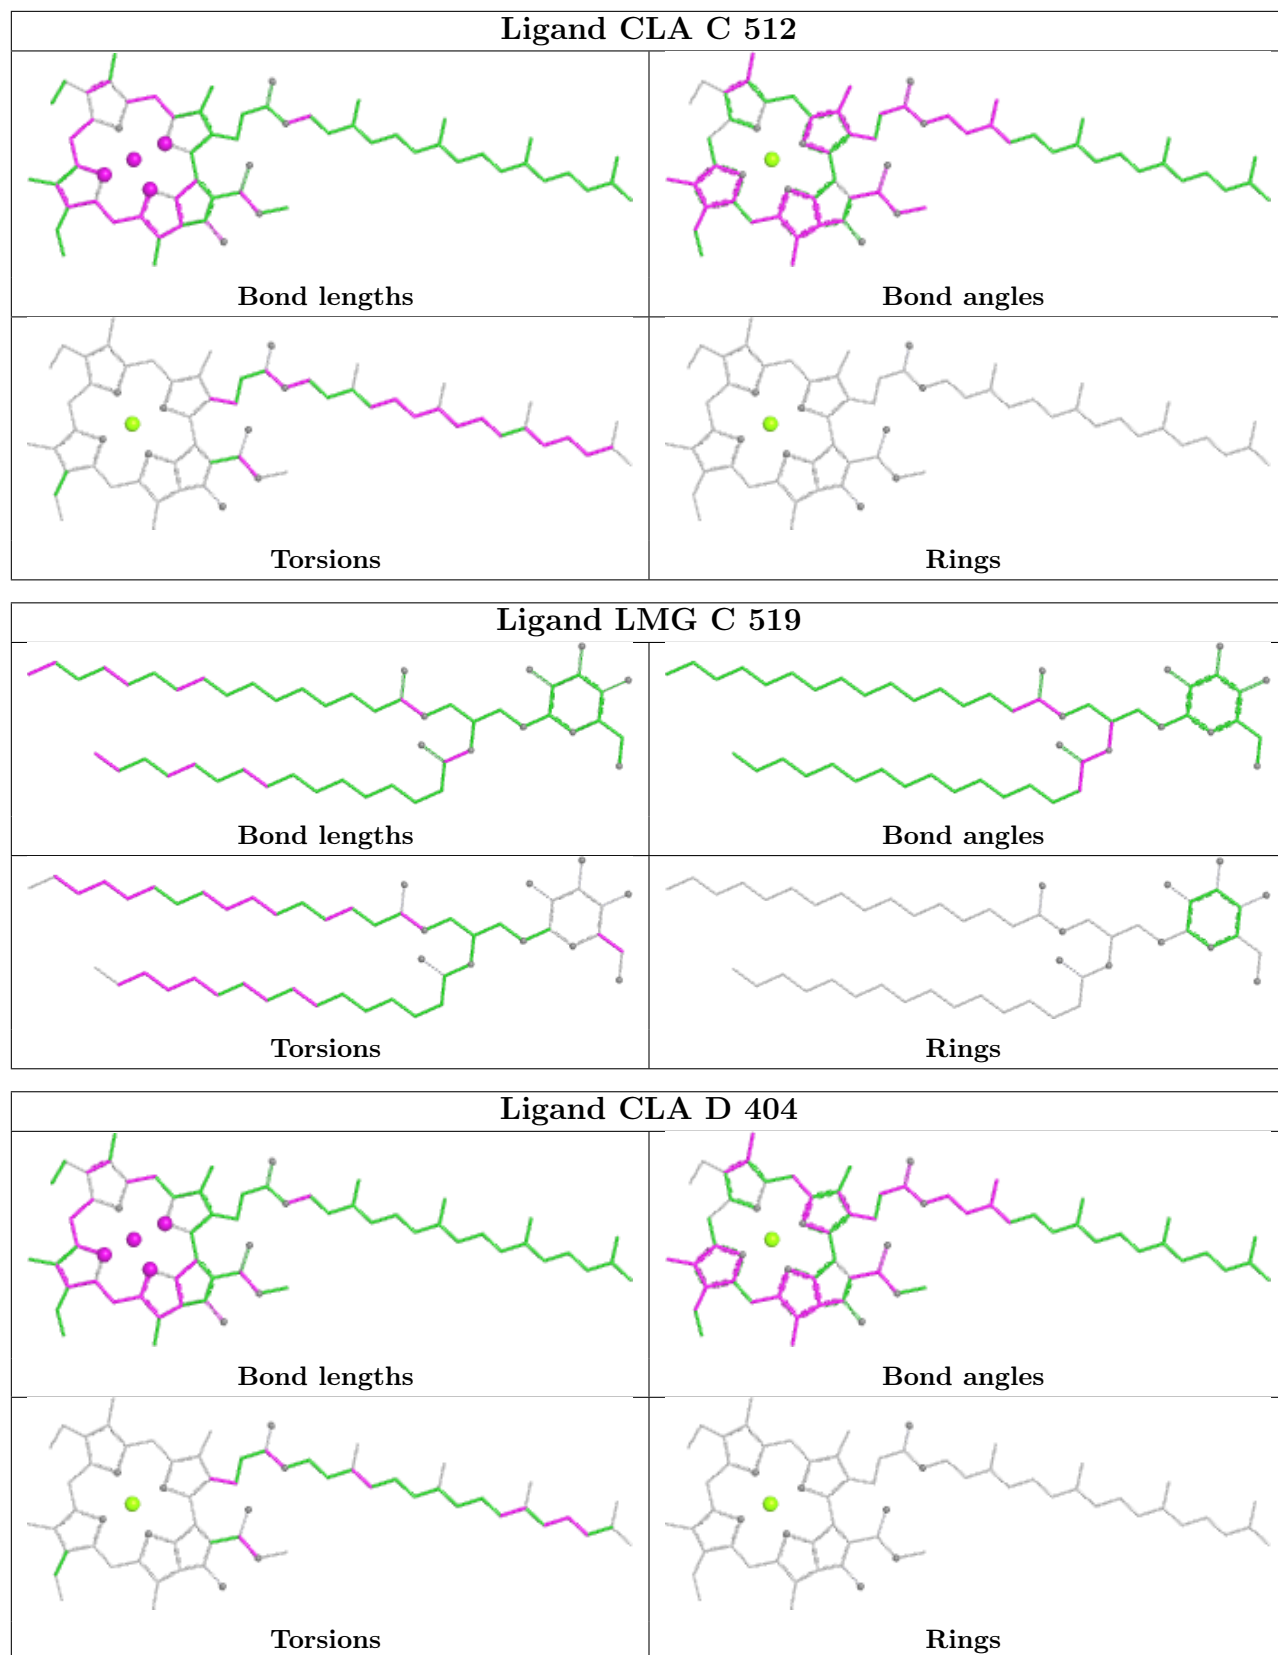 Ligand CLA C 512
Bond lengths
Bond angles
Torsions
Rings
Ligand LMG C 519
Bond lengths
Bond angles
Torsions
Rings
Ligand CLA D 404
Bond lengths
Bond angles
Torsions
Rings